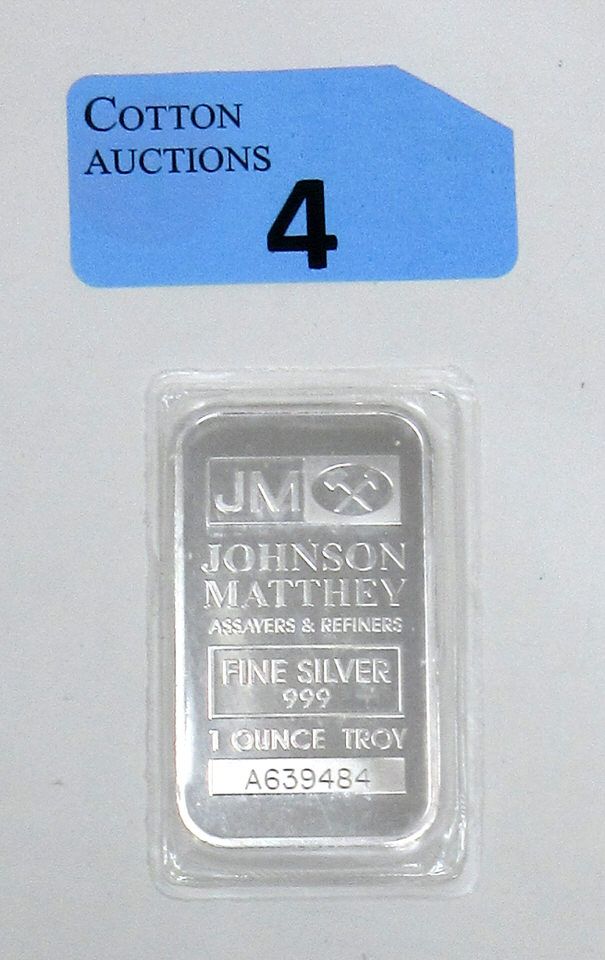 COTTON
AUCTIONS
4
JM
JOHNSON
MATTHEY
ASSAYERS & REFINERS
FINE SILVER
999
1 OUNCE TROY
A639484